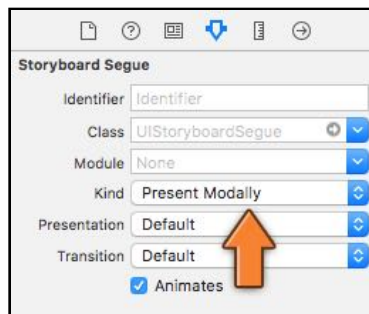 Storyboard Segue
Identifier Identifier
Class UIStoryboardSegue
Module None
Kind Present Modally
Presentation Default
Transition Default
Animates